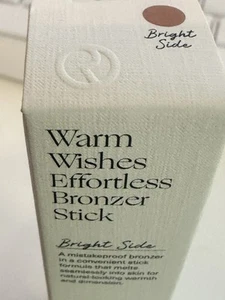 Bright
Side
Warm
Wishes
Effortless
Bronzer
Stick
Bright Side
A mistakeproof bronzer
in a convenient stick
formula that melts
seamlessly into skin for
natural-looking warmth
and dimension.